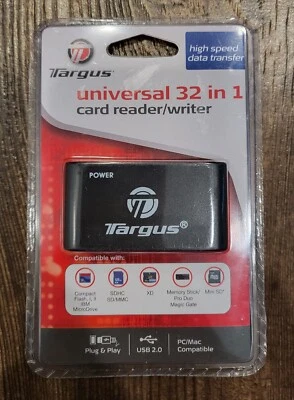 Targus
high speed
data transfer
universal 32 in 1
card reader/writer
POWER
Targus®
Compatible with:
Compact
Flash I, II
IBM
MicroDrive
SDHC
SD/MMC
XD
Memory Stick/
Pro Duo
Magic Gate
Mini SD*
Plug & Play
USB 2.0
PC/Mac
Compatible